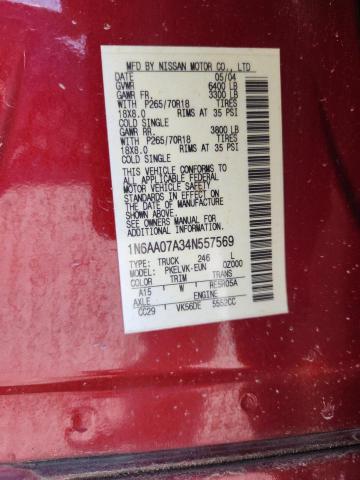 MFD BY NISSAN MOTOR CO., LTD
DATE 05/04
GVWR 6400 LB
GAWR FR. 3300 LB
WITH P265/70R18 TIRES
18X8.0 RIMS AT 35 PSI
COLD SINGLE
GAWR RR. 3800 LB
WITH P265/70R18 TIRES
18X8.0 RIMS AT 35 PSI
COLD SINGLE
THIS VEHICLE CONFORMS TO
ALL APPLICABLE FEDERAL
MOTOR VEHICLE SAFETY
STANDARDS IN EFFECT ON
THE DATE OF MANUFACTURE
SHOWN ABOVE.
SEE OWNERS MANUAL FOR
ADDITIONAL INFORMATION.
1N6AA07A34N557569
TYPE: TRUCK 246 L
MODEL: PKELVK-EUN 0Z000
COLOR TRIM TRANS
A15 W RE5R05A
AXLE ENGINE
CC29 VK56DE 5552CC